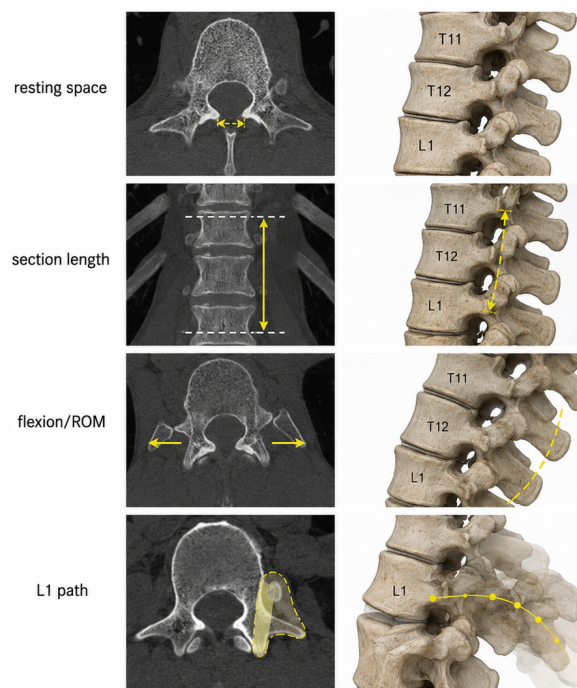 resting space
T11
T12
L1
section length
T11
T12
L1
flexion/ROM
T11
T12
L1
L1 path
L1